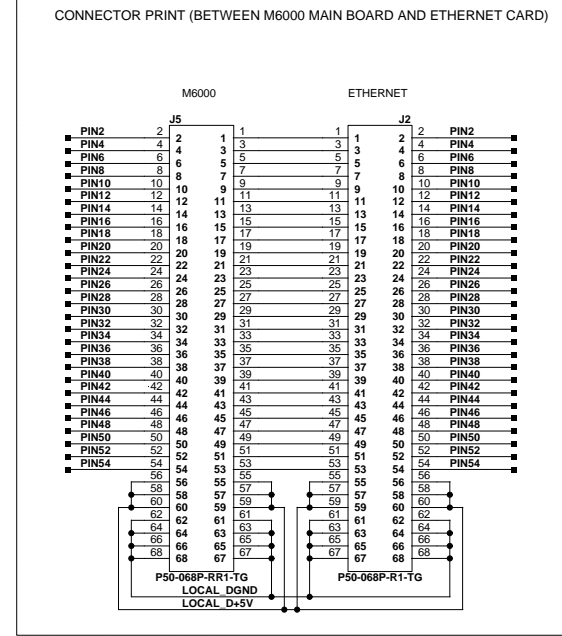 CONNECTOR PRINT (BETWEEN M6000 MAIN BOARD AND ETHERNET CARD)
M6000 ETHERNET
J5 J2
PIN2 2 2 1 1 1 1 2 2 PIN2
PIN4 4 4 3 3 3 3 4 4 PIN4
PIN6 6 6 5 5 5 5 6 6 PIN6
PIN8 8 8 7 7 7 7 8 8 PIN8
PIN10 10 10 9 9 9 9 10 10 PIN10
PIN12 12 12 11 11 11 11 12 12 PIN12
PIN14 14 14 13 13 13 13 14 14 PIN14
PIN16 16 16 15 15 15 15 16 16 PIN16
PIN18 18 18 17 17 17 17 18 18 PIN18
PIN20 20 20 19 19 19 19 20 20 PIN20
PIN22 22 22 21 21 21 21 22 22 PIN22
PIN24 24 24 23 23 23 23 24 24 PIN24
PIN26 26 26 25 25 25 25 26 26 PIN26
PIN28 28 28 27 27 27 27 28 28 PIN28
PIN30 30 30 29 29 29 29 30 30 PIN30
PIN32 32 32 31 31 31 31 32 32 PIN32
PIN34 34 34 33 33 33 33 34 34 PIN34
PIN36 36 36 35 35 35 35 36 36 PIN36
PIN38 38 38 37 37 37 37 38 38 PIN38
PIN40 40 40 39 39 39 39 40 40 PIN40
PIN42 42 42 41 41 41 41 42 42 PIN42
PIN44 44 44 43 43 43 43 44 44 PIN44
PIN46 46 46 45 45 45 45 46 46 PIN46
PIN48 48 48 47 47 47 47 48 48 PIN48
PIN50 50 50 49 49 49 49 50 50 PIN50
PIN52 52 52 51 51 51 51 52 52 PIN52
PIN54 54 54 53 53 53 53 54 54 PIN54
56 56 55 55 55 55 56 56
58 58 57 57 57 57 58 58
60 60 59 59 59 59 60 60
62 62 61 61 61 61 62 62
64 64 63 63 63 63 64 64
66 66 65 65 65 65 66 66
68 68 67 67 67 67 68 68
P50-068P-RR1-TG P50-068P-R1-TG
LOCAL_DGND
LOCAL_D+5V